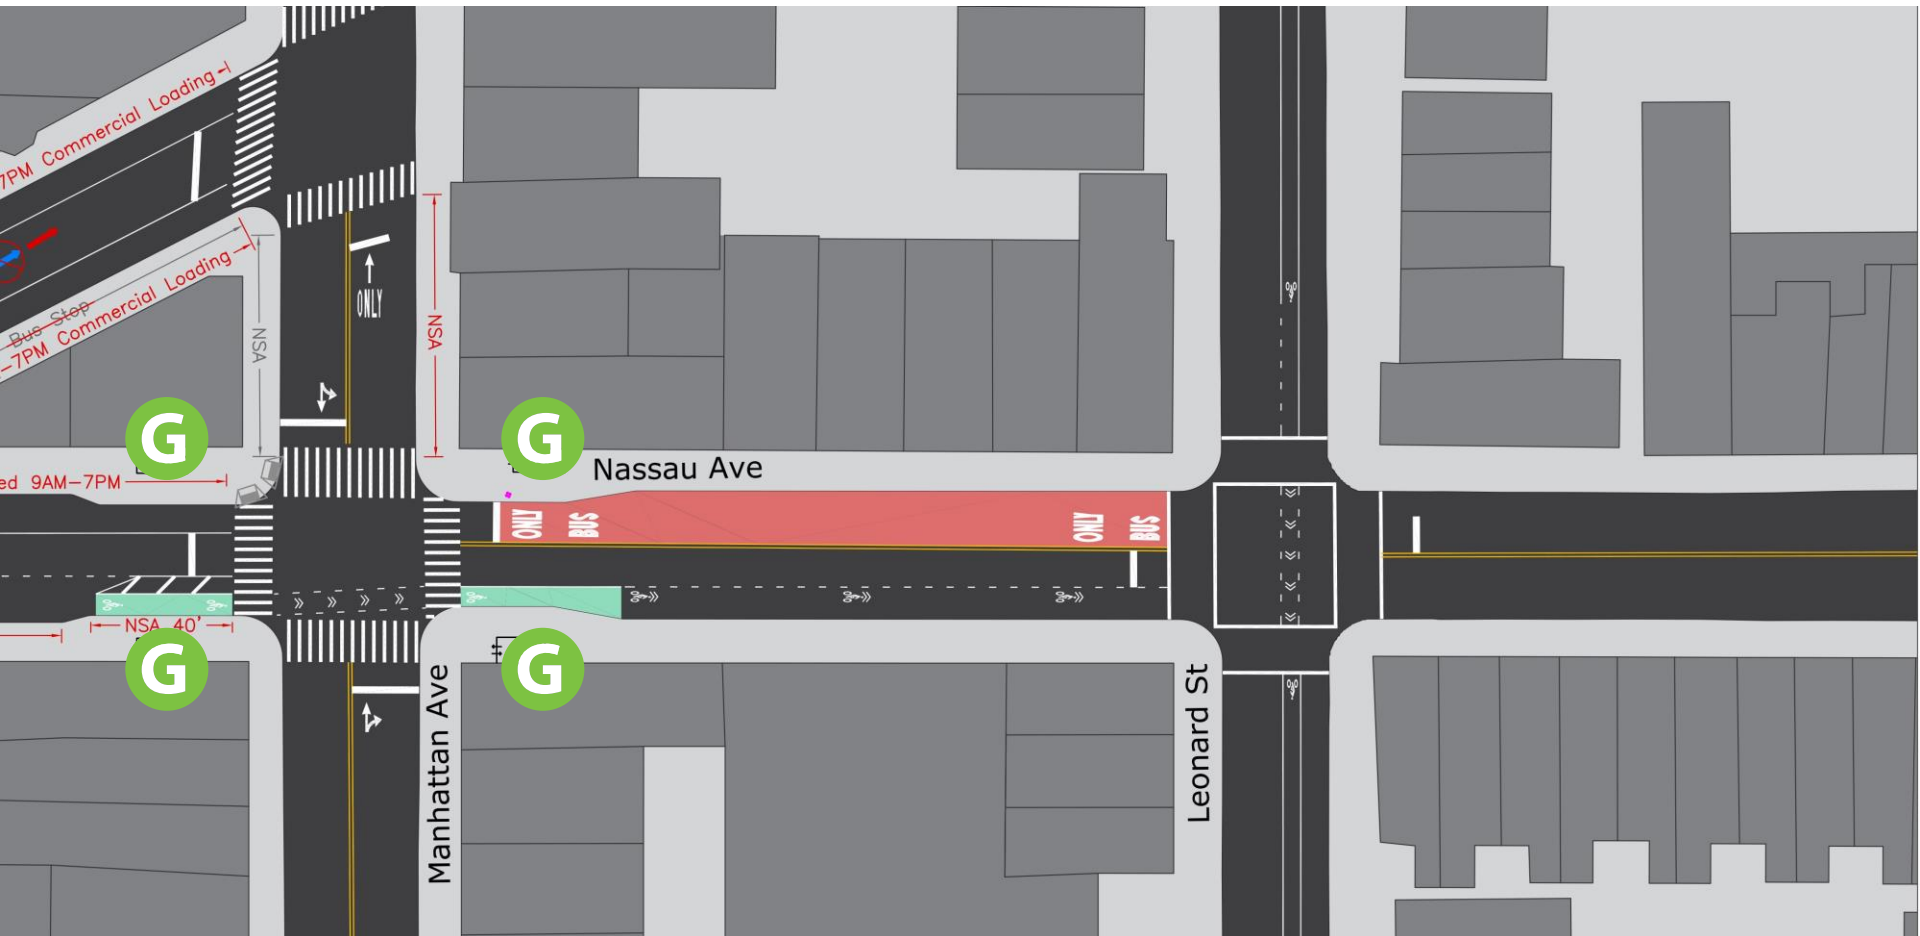 7PM Commercial Loading
Bus Stop
-7PM Commercial Loading
NSA
ONLY
NSA
G
G
Nassau Ave
ed 9AM-7PM
ONLY
BUS
ONLY
BUS
NSA 40'
G
G
Manhattan Ave
Leonard St